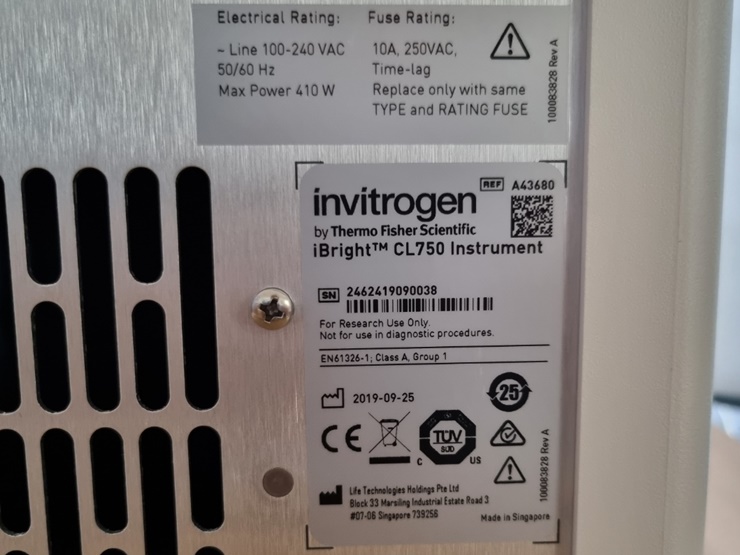 Electrical Rating:
~ Line 100-240 VAC
50/60 Hz
Max Power 410 W
Fuse Rating:
10A, 250VAC,
Time-lag
Replace only with same
TYPE and RATING FUSE
100083828 Rev A
invitrogen
REF A43680
by Thermo Fisher Scientific
iBright™ CL750 Instrument
SN 2462419090038
For Research Use Only.
Not for use in diagnostic procedures.
EN61326-1; Class A, Group 1
2019-09-25
25
CE
TÜV
SÜD
C US
Life Technologies Holdings Pte Ltd
Block 33 Marsiling Industrial Estate Road 3
#07-06 Singapore 739256
Made in Singapore
100083828 Rev A